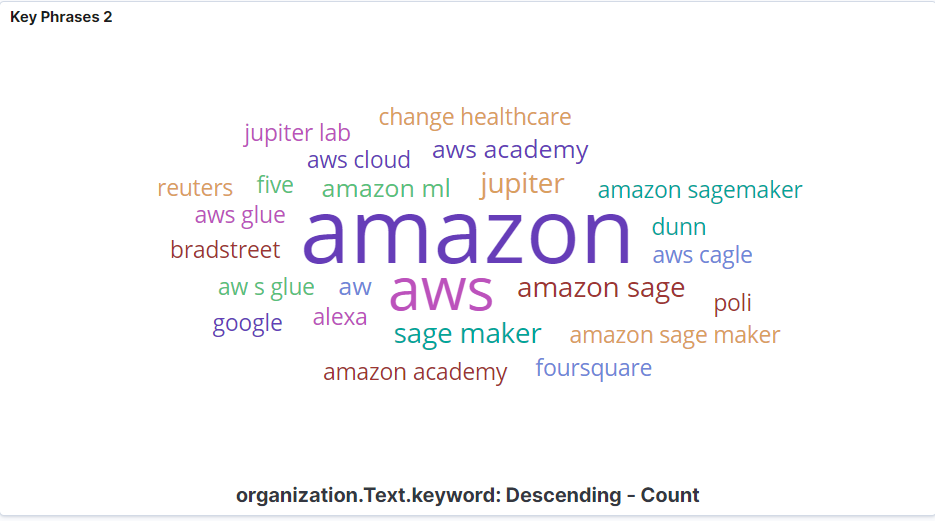 Key Phrases 2
change healthcare
jupiter lab
aws cloud aws academy
reuters five amazon ml jupiter amazon sagemaker
aws glue amazon dunn
bradstreet aws cagle
aw s glue aw aws amazon sage poli
google alexa sage maker amazon sage maker
amazon academy foursquare
organization.Text.keyword: Descending - Count